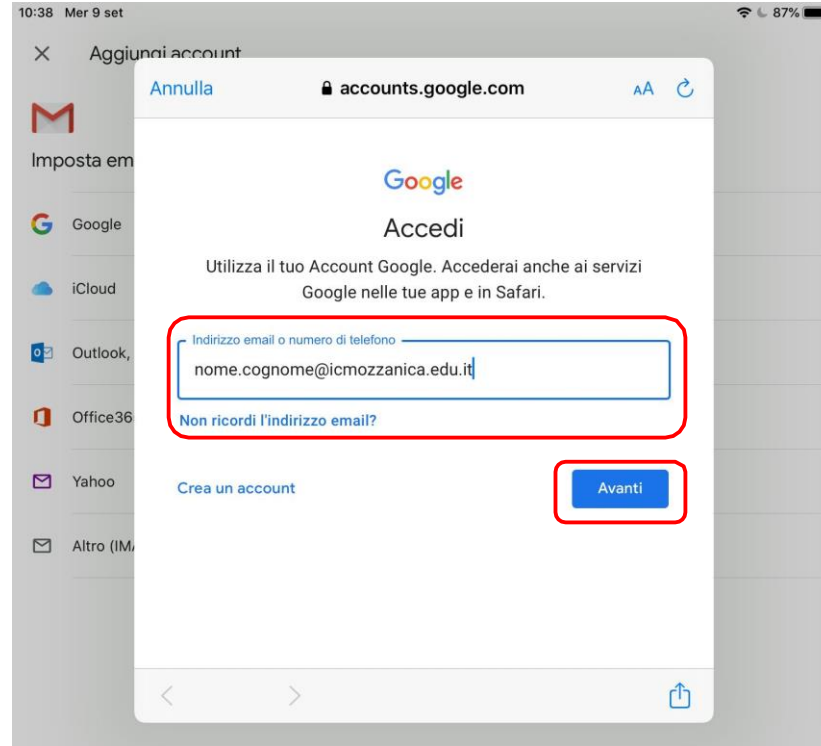 10:38 Mer 9 set
87%
Aggiungi account
Annulla
accounts.google.com
AA
Imposta em
Google
Accedi
Utilizza il tuo Account Google. Accederai anche ai servizi
Google nelle tue app e in Safari.
Google
iCloud
Outlook,
Office36
Yahoo
Altro (IMA
Indirizzo email o numero di telefono
nome.cognome@icmozzanica.edu.it
Non ricordi l'indirizzo email?
Crea un account
Avanti